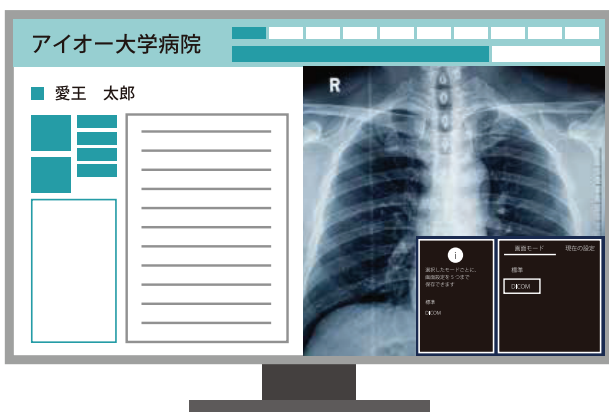 アイオー大学病院
愛王　太郎
R
i
選択したモードごとに、
画面設定を5つまで
保存できます
標準
DICOM
画面モード　現在の設定
標準
DICOM